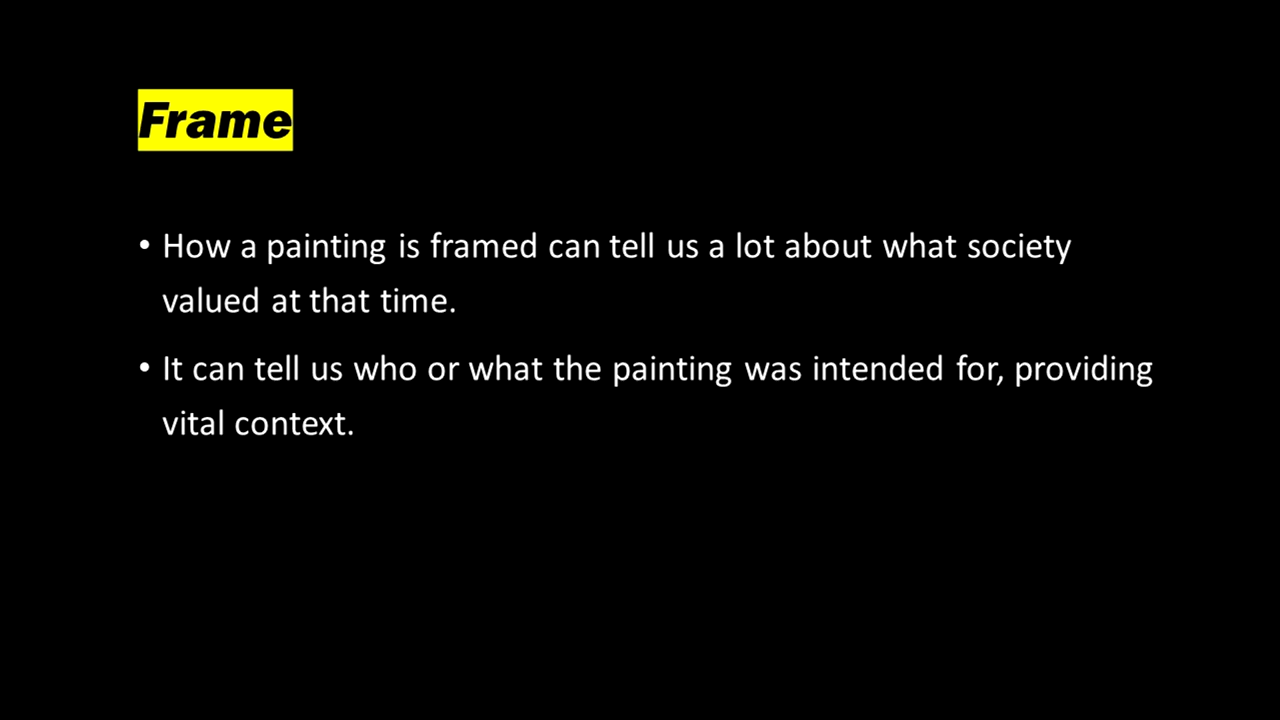 Frame
• How a painting is framed can tell us a lot about what society
valued at that time.
• It can tell us who or what the painting was intended for, providing
vital context.